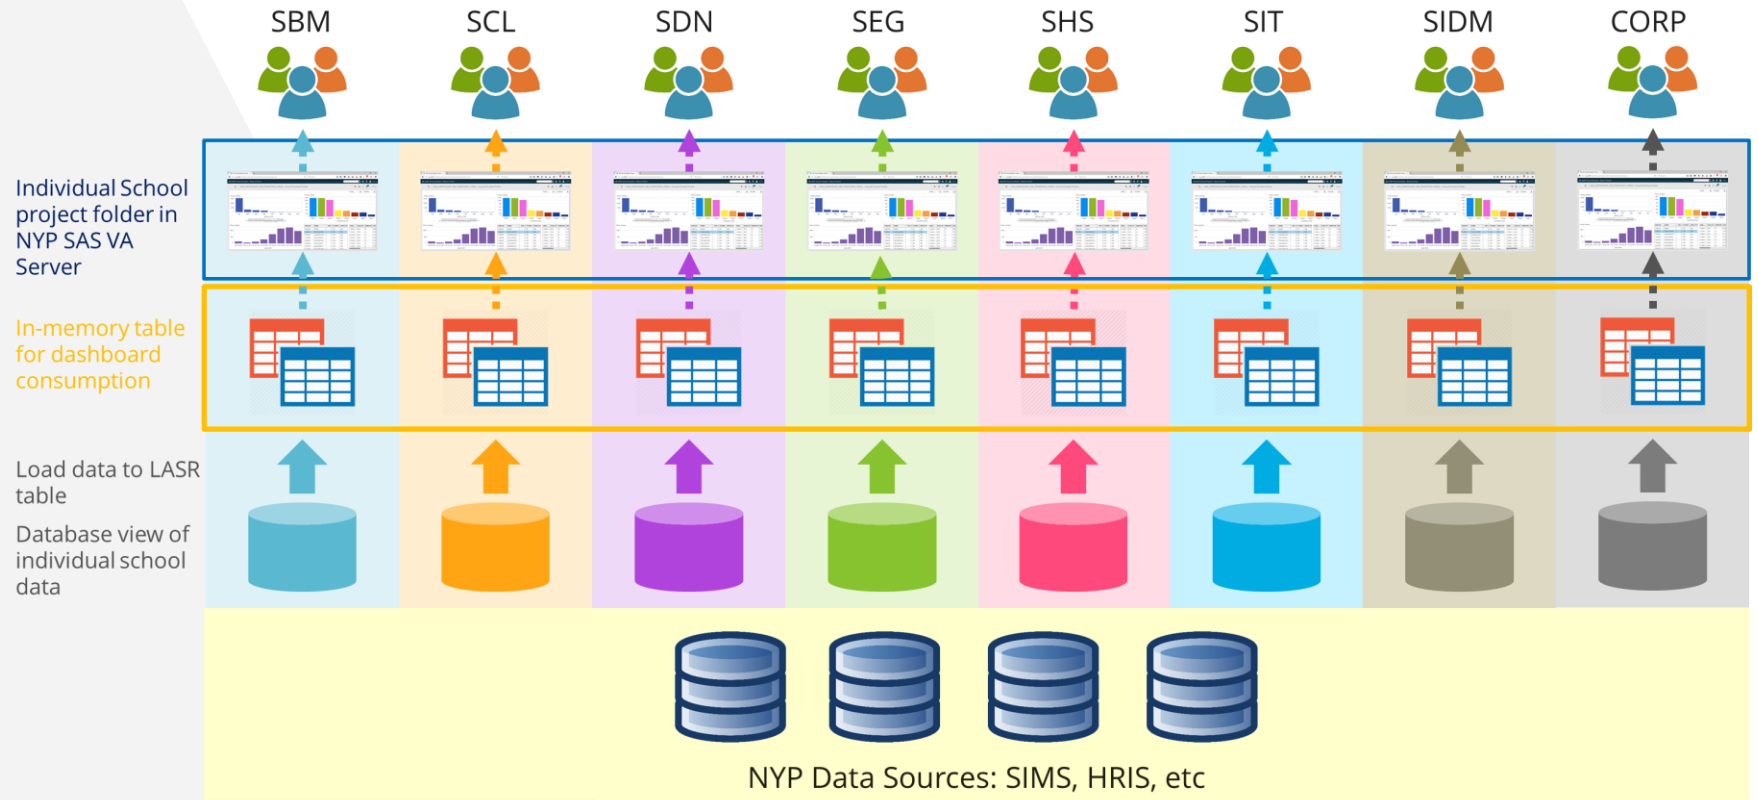 SBM SCL SDN SEG SHS SIT SIDM CORP
Individual School
project folder in
NYP SAS VA
Server
In-memory table
for dashboard
consumption
Load data to LASR
table
Database view of
individual school
data
NYP Data Sources: SIMS, HRIS, etc